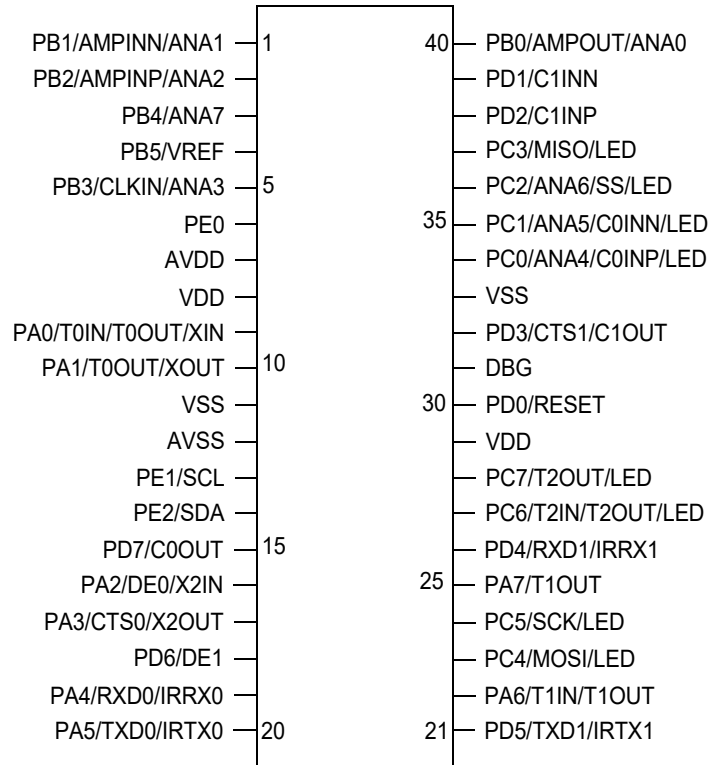 PB1/AMPINN/ANA1 1 40 PB0/AMPOUT/ANA0
PB2/AMPINP/ANA2 PD1/C1INN
PB4/ANA7 PD2/C1INP
PB5/VREF PC3/MISO/LED
PB3/CLKIN/ANA3 5 PC2/ANA6/SS/LED
PE0 35 PC1/ANA5/C0INN/LED
AVDD PC0/ANA4/C0INP/LED
VDD VSS
PA0/T0IN/T0OUT/XIN PD3/CTS1/C1OUT
PA1/T0OUT/XOUT 10 DBG
VSS 30 PD0/RESET
AVSS VDD
PE1/SCL PC7/T2OUT/LED
PE2/SDA PC6/T2IN/T2OUT/LED
PD7/C0OUT 15 PD4/RXD1/IRRX1
PA2/DE0/X2IN 25 PA7/T1OUT
PA3/CTS0/X2OUT PC5/SCK/LED
PD6/DE1 PC4/MOSI/LED
PA4/RXD0/IRRX0 PA6/T1IN/T1OUT
PA5/TXD0/IRTX0 20 21 PD5/TXD1/IRTX1